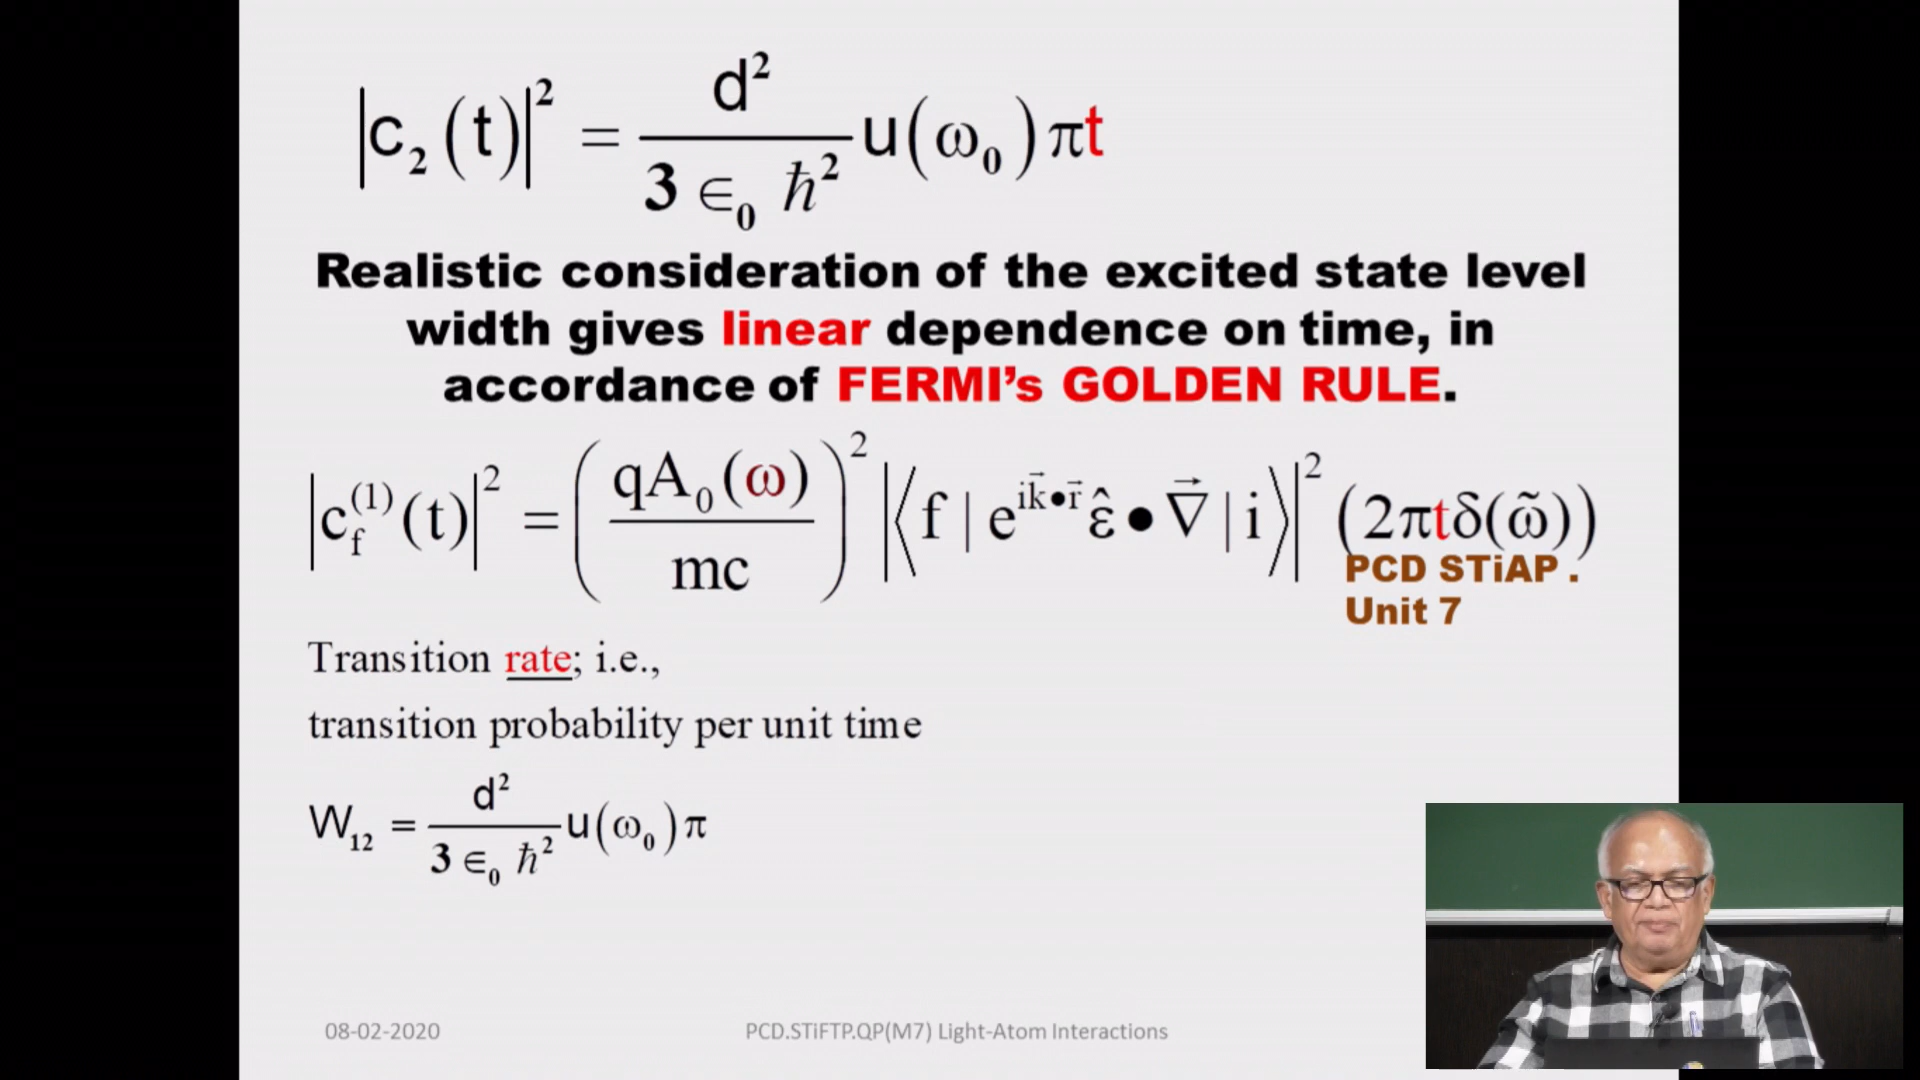 |c₂(t)|² = d² / (3 ∈₀ ℏ²) u(ω₀) πt
Realistic consideration of the excited state level
width gives linear dependence on time, in
accordance of FERMI’s GOLDEN RULE.
|c_f^(1)(t)|² = (qA₀(ω) / mc)² |⟨f | e^(i\vec{k}•\vec{r}) ε̂ • \vec{∇} | i⟩|² (2πtδ(ω̃))
PCD STiAP .
Unit 7
Transition rate; i.e.,
transition probability per unit time
W₁₂ = d² / (3 ∈₀ ℏ²) u(ω₀) π
08-02-2020 PCD.STiFTP.QP(M7) Light-Atom Interactions